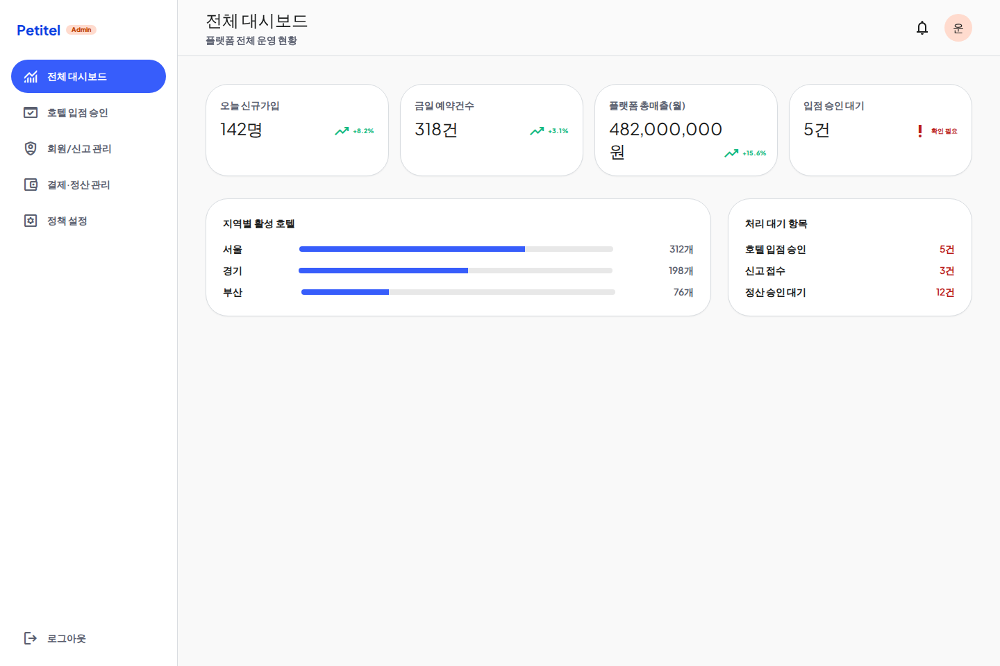 Petitel Admin
전체 대시보드
호텔 입점 승인
회원/신고 관리
결제·정산 관리
정책 설정
로그아웃
전체 대시보드
플랫폼 전체 운영 현황
운
오늘 신규가입
142명 +8.2%
금일 예약건수
318건 +3.1%
플랫폼 총매출(월)
482,000,000
원 +15.6%
입점 승인 대기
5건 확인 필요
지역별 활성 호텔
서울 312개
경기 198개
부산 76개
처리 대기 항목
호텔 입점 승인 5건
신고 접수 3건
정산 승인 대기 12건